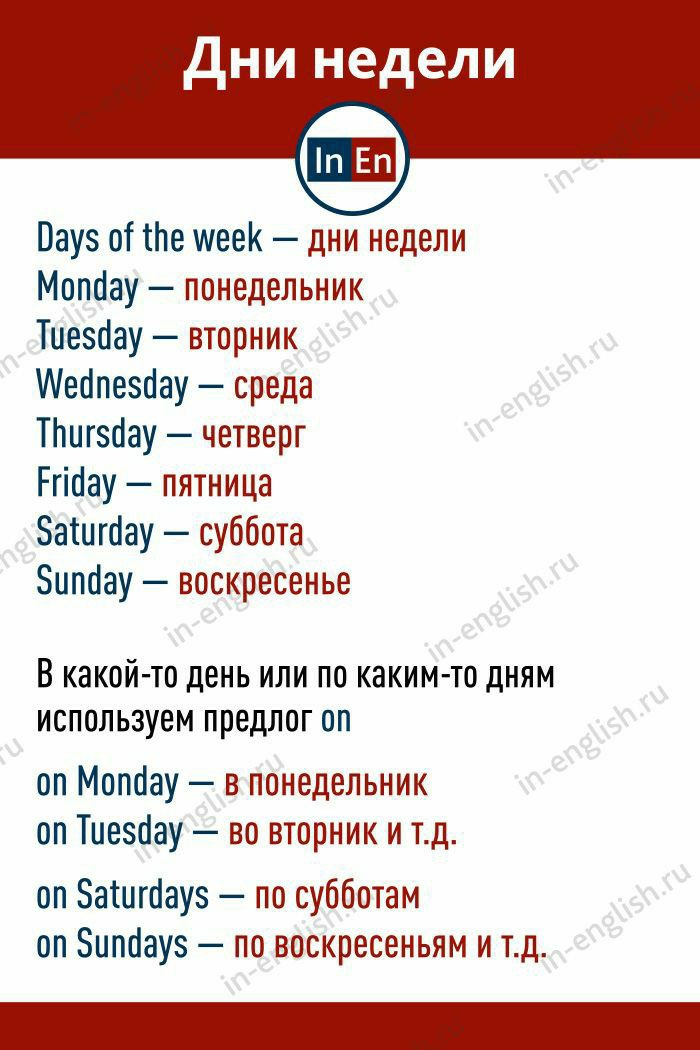 Дни недели
In En
Days of the week — дни недели
Monday — понедельник
Tuesday — вторник
Wednesday — среда
Thursday — четверг
Friday — пятница
Saturday — суббота
Sunday — воскресенье
В какой-то день или по каким-то дням
используем предлог on
on Monday — в понедельник
on Tuesday — во вторник и т.д.
on Saturdays — по субботам
on Sundays — по воскресеньям и т.д.
in-english.ru